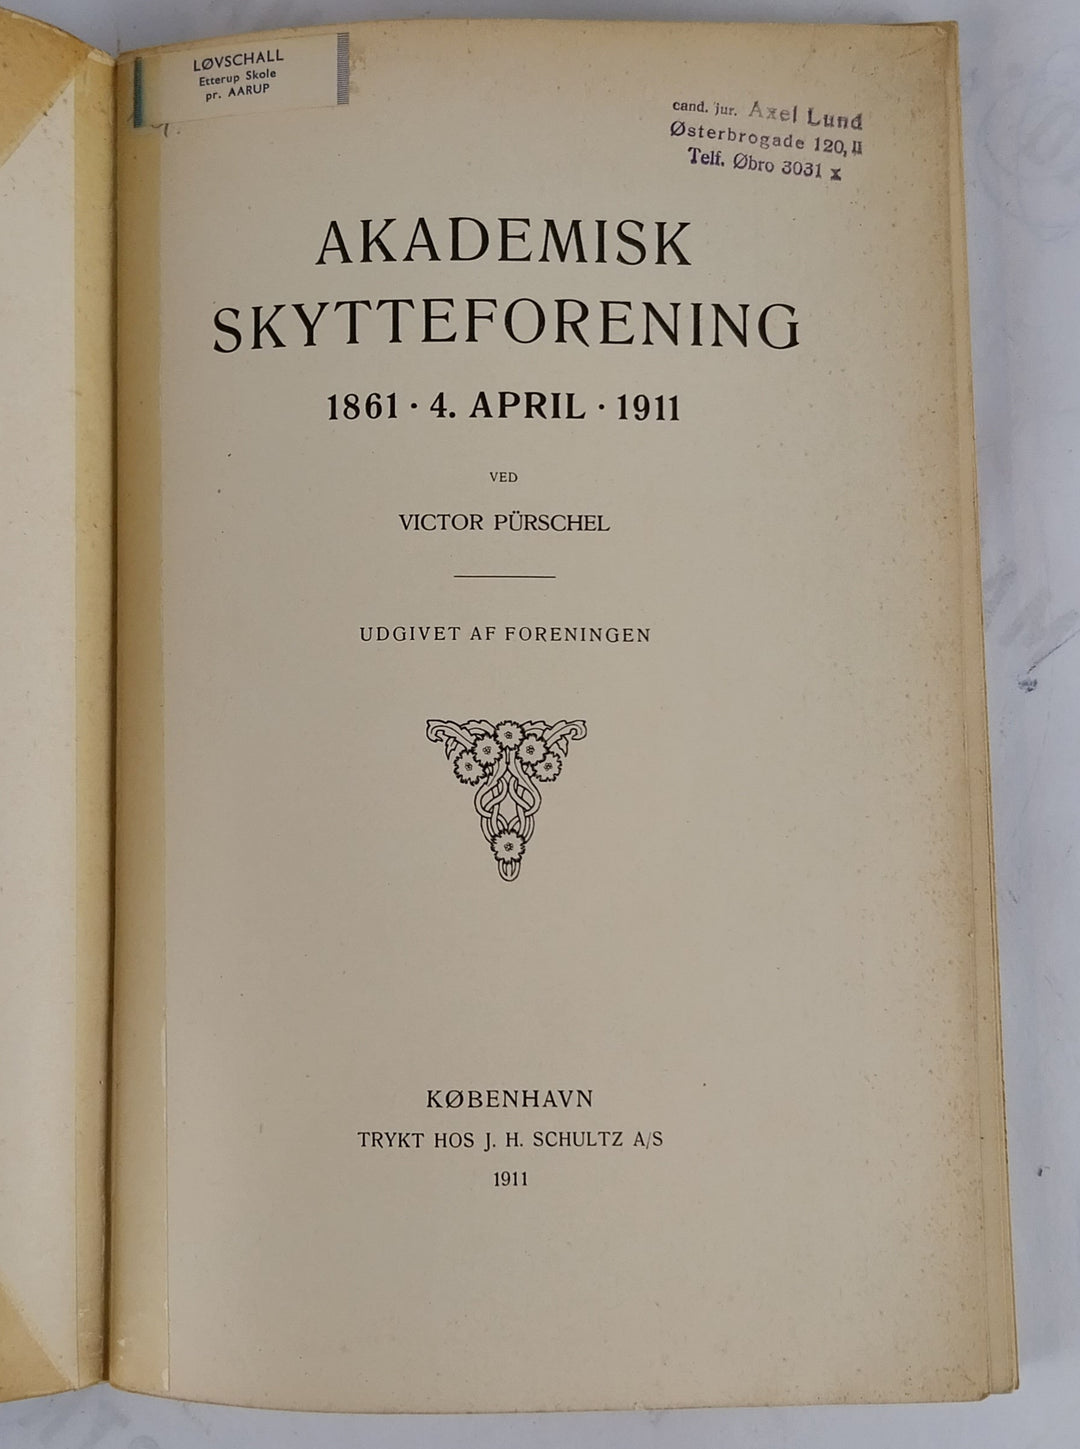 LØVSCHALL
Etterup Skole
pr. AARUP
cand. jur. Axel Lund
Østerbrogade 120, II
Telf. Øbro 3031 x
AKADEMISK
SKYTTEFORENING
1861 · 4. APRIL · 1911
VED
VICTOR PÜRSCHEL
UDGIVET AF FORENINGEN
KØBENHAVN
TRYKT HOS J. H. SCHULTZ A/S
1911